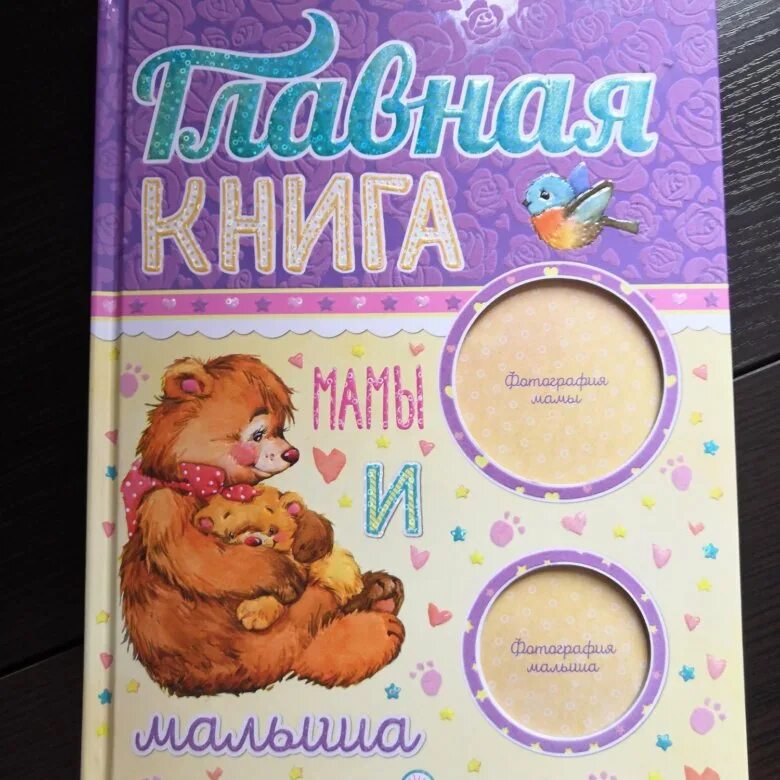 Главная
КНИГА
МАМЫ
И
малыша
Фотография
мамы
Фотография
малыша